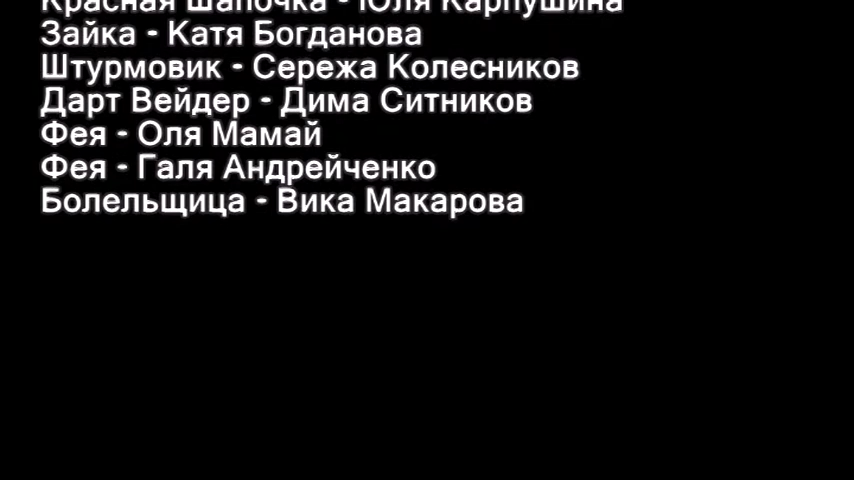 Красная Шапочка - Юля Карпушина
Зайка - Катя Богданова
Штурмовик - Сережа Колесников
Дарт Вейдер - Дима Ситников
Фея - Оля Мамай
Фея - Галя Андрейченко
Болельщица - Вика Макарова